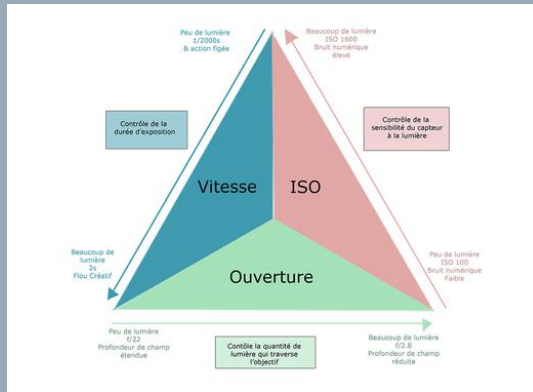 Peu de lumière
1/2000s
& action figée
Beaucoup de lumière
ISO 1600
Bruit numérique
élevé
Contrôle de la
durée d'exposition
Contrôle de la
sensibilité du capteur
à la lumière
Vitesse
ISO
Beaucoup de
lumière
2s
Flou Créatif
Peu de lumière
ISO 100
Bruit numérique
Faible
Ouverture
Peu de lumière
f/22
Profondeur de champ
étendue
Contôle la quantité de
lumière qui traverse
l'objectif
Beaucoup de lumière
f/2.8
Profondeur de champ
réduite